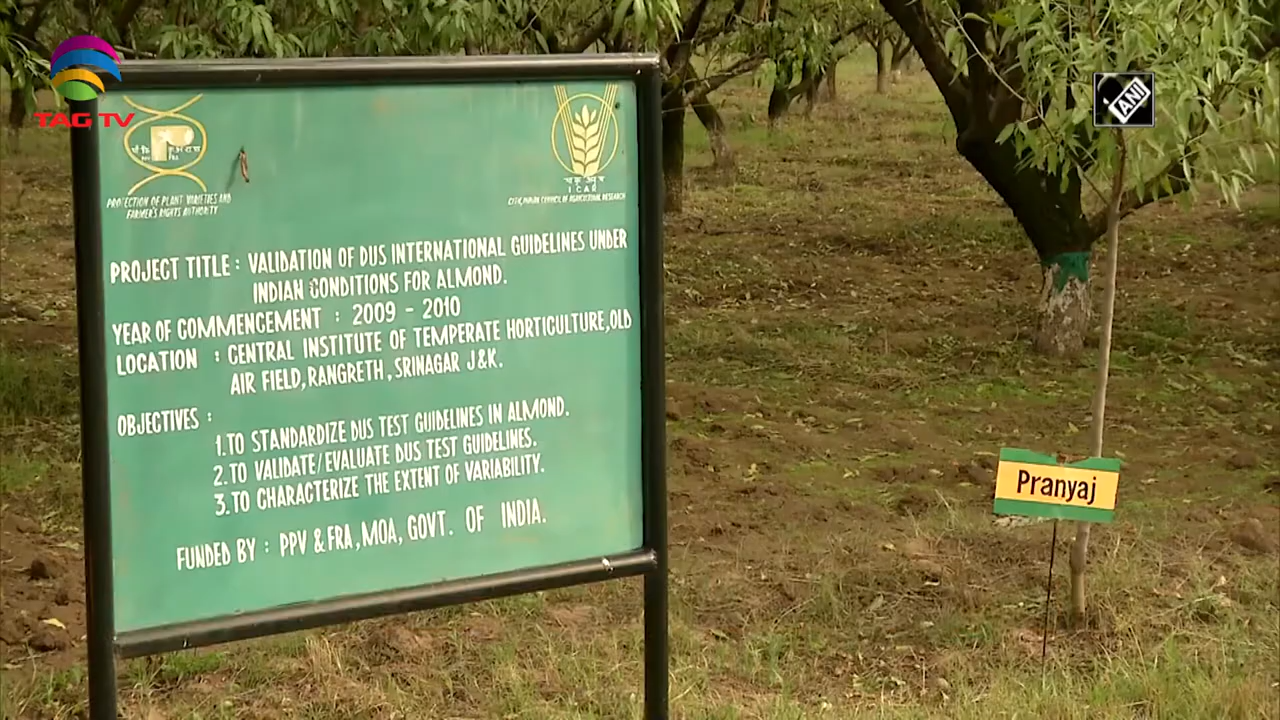 TAG TV
ANI
PROTECTION OF PLANT VARIETIES AND
FARMER'S RIGHTS AUTHORITY
I C A R
INDIAN COUNCIL OF AGRICULTURAL RESEARCH
PROJECT TITLE : VALIDATION OF DUS INTERNATIONAL GUIDELINES UNDER
INDIAN CONDITIONS FOR ALMOND.
YEAR OF COMMENCEMENT : 2009 - 2010
LOCATION : CENTRAL INSTITUTE OF TEMPERATE HORTICULTURE, OLD
AIR FIELD, RANGRETH, SRINAGAR J&K.
OBJECTIVES :
1. TO STANDARDIZE DUS TEST GUIDELINES IN ALMOND.
2. TO VALIDATE/EVALUATE DUS TEST GUIDELINES.
3. TO CHARACTERIZE THE EXTENT OF VARIABILITY.
FUNDED BY : PPV & FRA, MOA, GOVT. OF INDIA.
Pranyaj